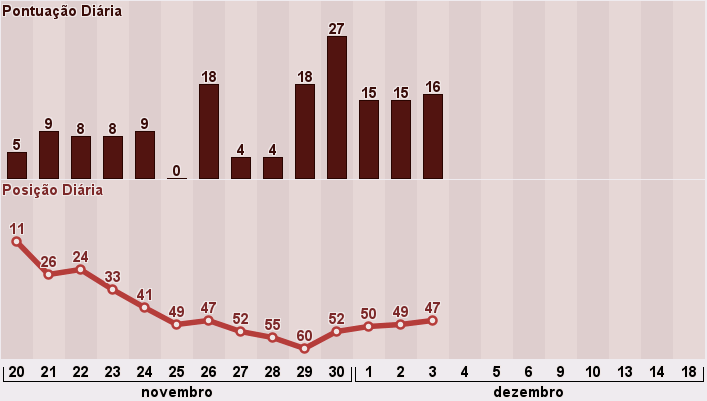 Pontuação Diária
5 9 8 8 9 0 18 4 4 18 27 15 15 16
Posição Diária
11 26 24 33 41 49 47 52 55 60 52 50 49 47
20 21 22 23 24 25 26 27 28 29 30 1 2 3 4 5 6 9 10 13 14 18
novembro dezembro